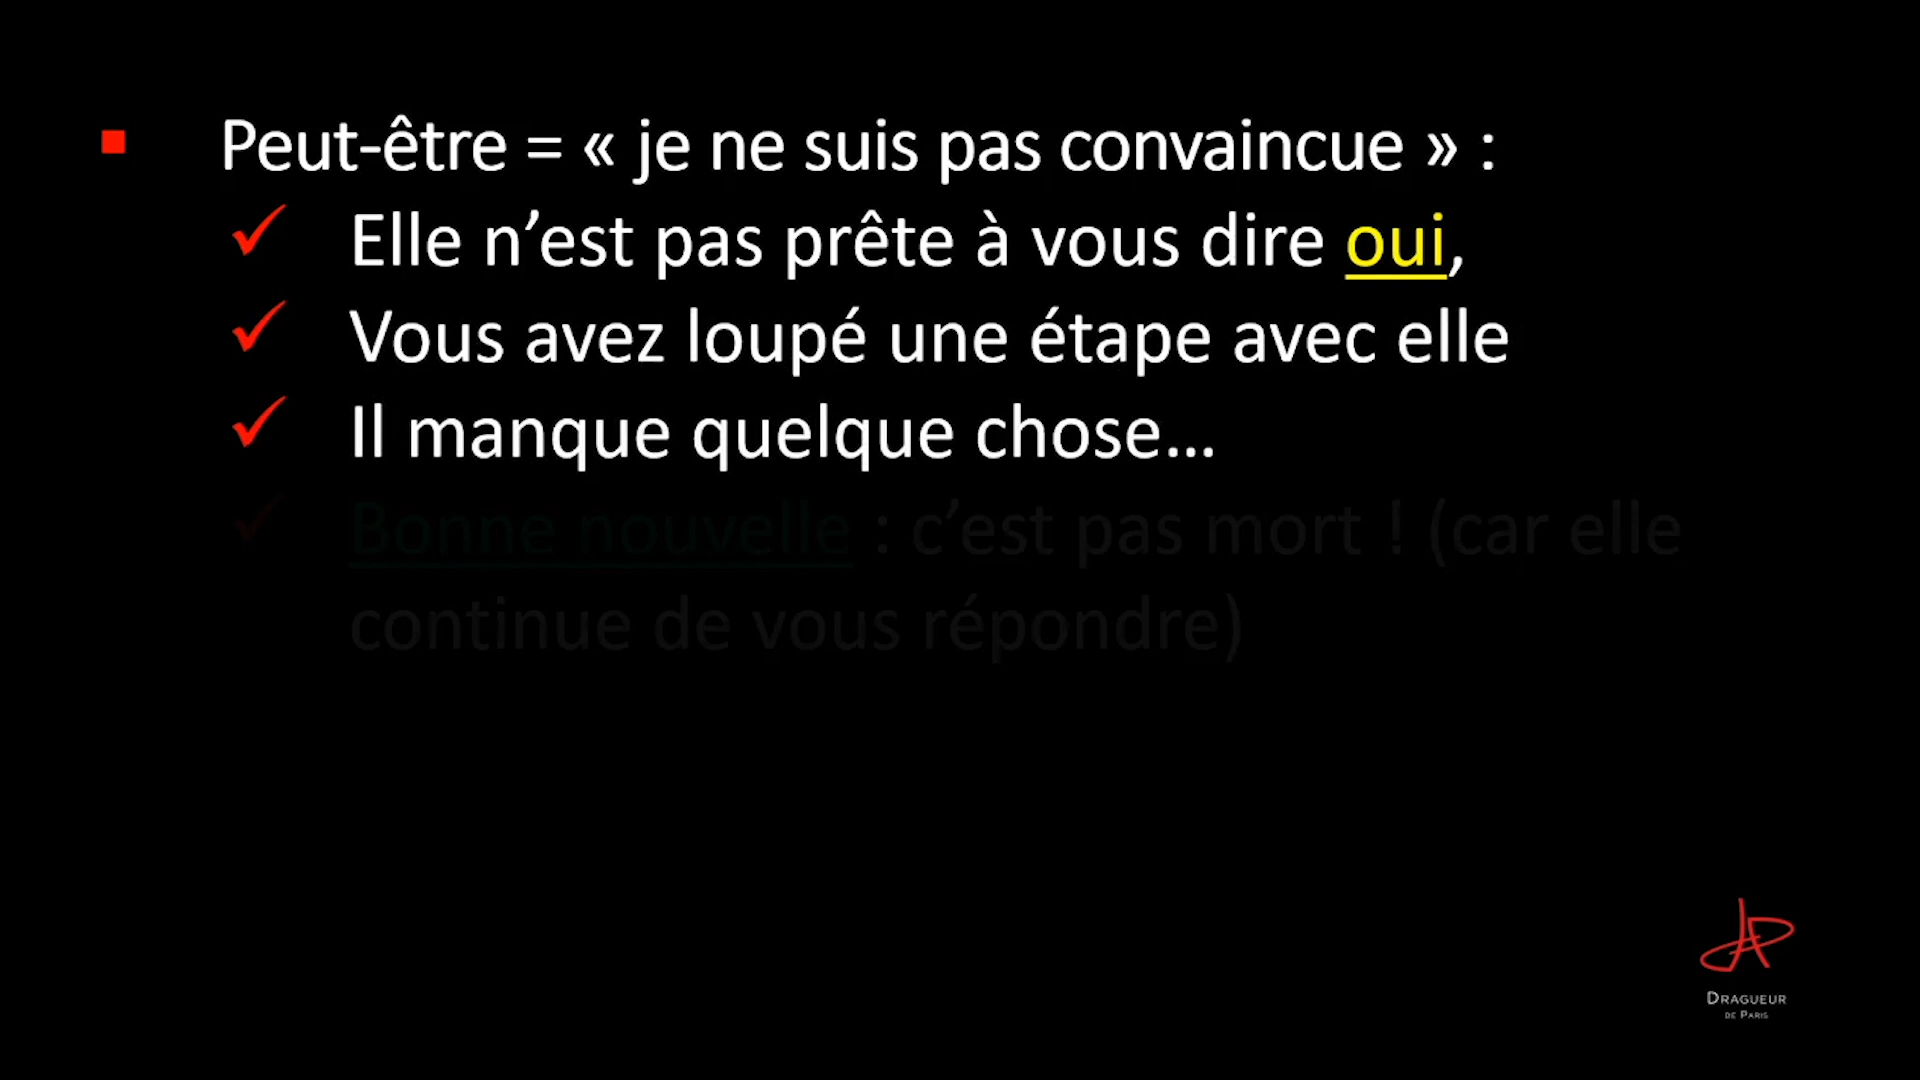 Peut-être = « je ne suis pas convaincue » :
Elle n’est pas prête à vous dire oui,
Vous avez loupé une étape avec elle
Il manque quelque chose...
Bonne nouvelle : c’est pas mort ! (car elle
continue de vous répondre)
DRAGUEUR
DE PARIS